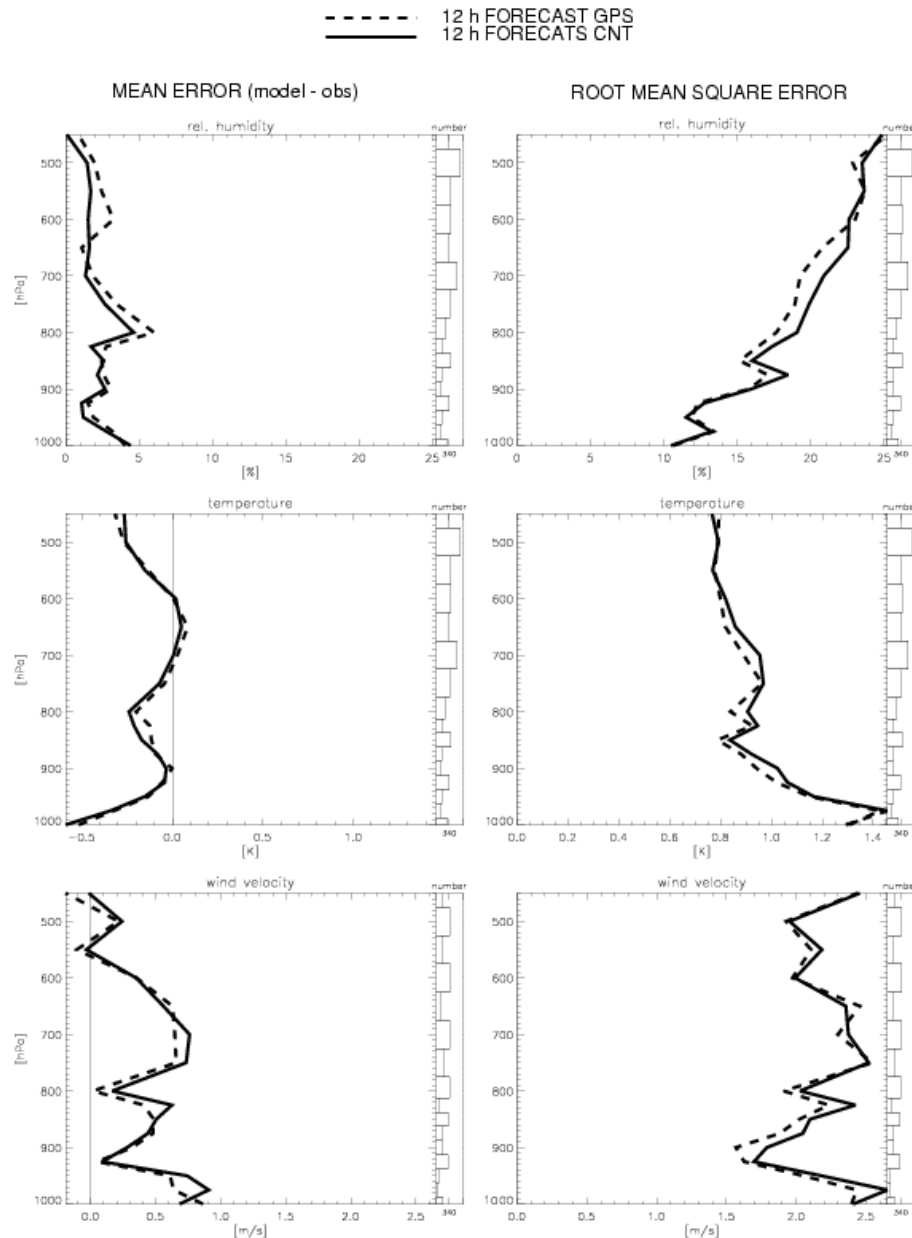 12 h FORECAST GPS
12 h FORECATS CNT
MEAN ERROR (model - obs)
ROOT MEAN SQUARE ERROR
rel. humidity
number
500
600
700
800
900
1000
[hPa]
0 5 10 15 20 25
340
[%]
rel. humidity
number
500
600
700
800
900
1000
0 5 10 15 20 25
340
[%]
temperature
number
500
600
700
800
900
1000
[hPa]
-0.5 0.0 0.5 1.0
340
[K]
temperature
number
500
600
700
800
900
1000
0.0 0.2 0.4 0.6 0.8 1.0 1.2 1.4
340
[K]
wind velocity
number
500
600
700
800
900
1000
[hPa]
0.0 0.5 1.0 1.5 2.0 2.5
340
[m/s]
wind velocity
number
500
600
700
800
900
1000
0.0 0.5 1.0 1.5 2.0 2.5
340
[m/s]